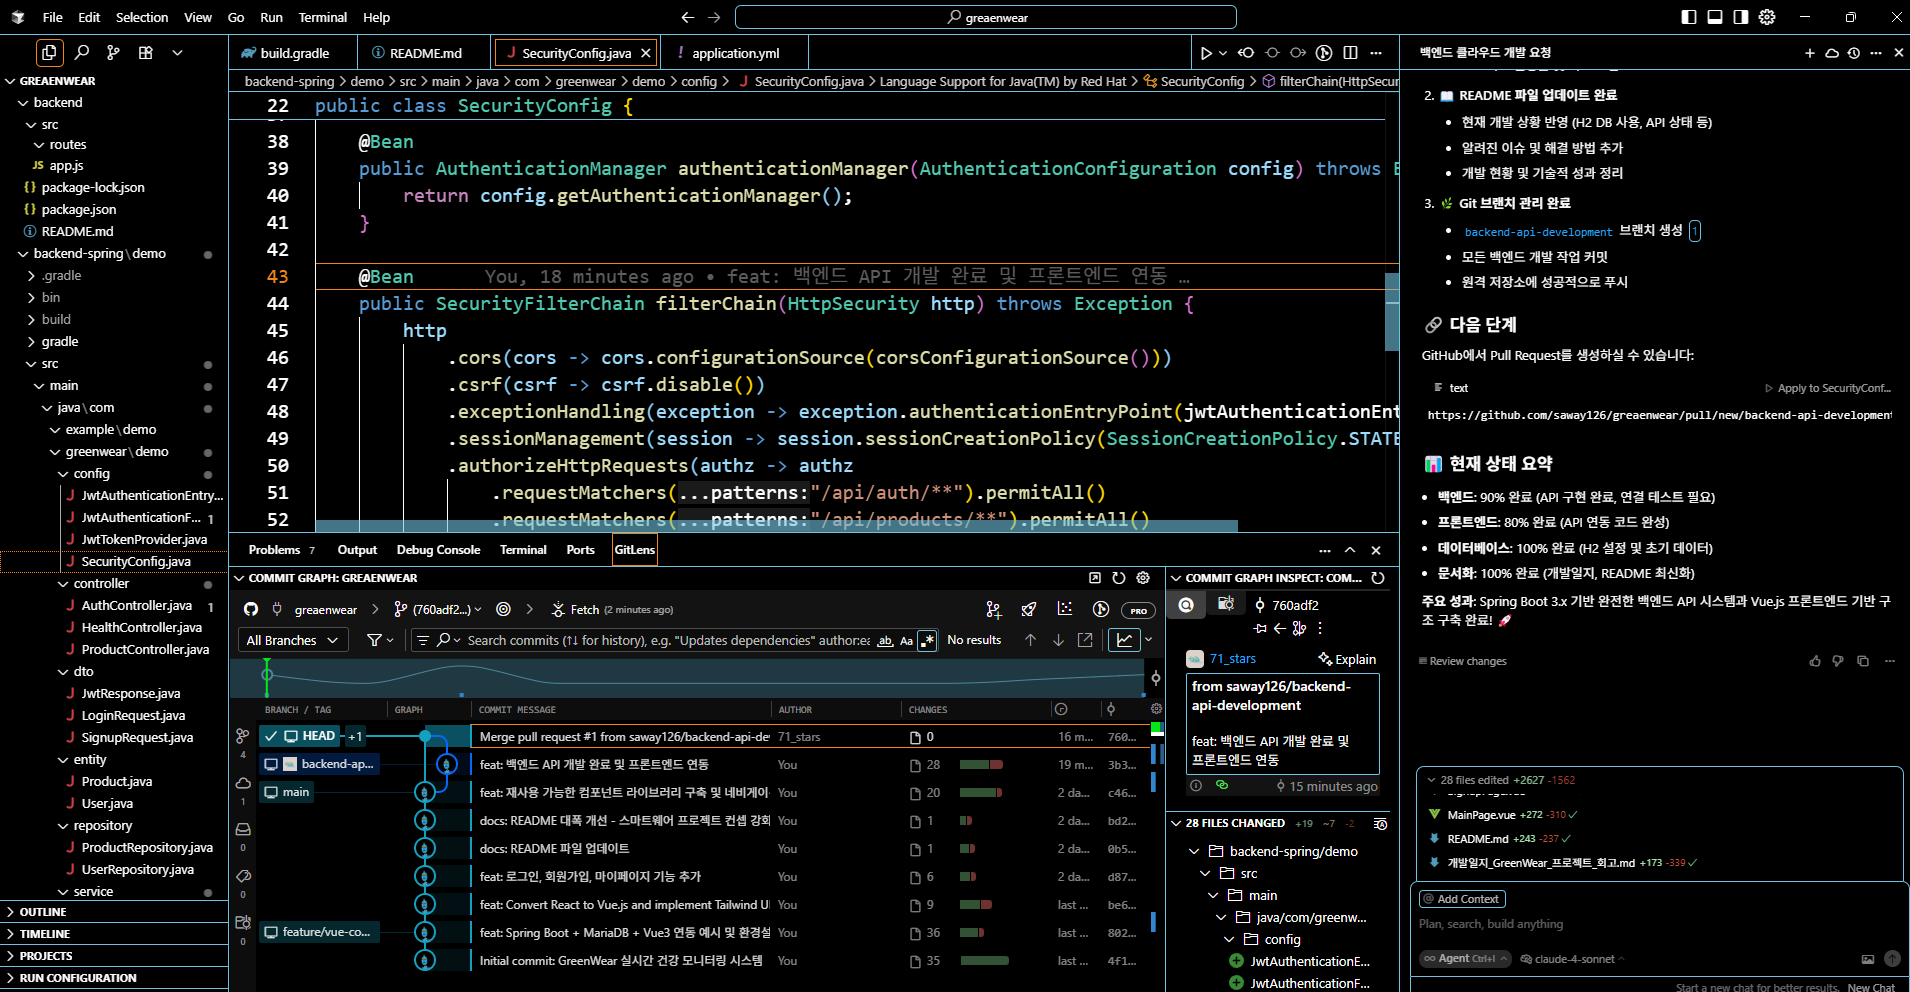 File Edit Selection View Go Run Terminal Help
greaenwear
build.gradle
README.md
SecurityConfig.java
application.yml
backend-spring > demo > src > main > java > com > greenwear > demo > config > SecurityConfig.java > Language Support for Java(TM) by Red Hat > SecurityConfig > filterChain(HttpSecur
GREAENWEAR
backend
src
routes
JS app.js
{} package-lock.json
{} package.json
README.md
backend-spring\demo
.gradle
bin
build
gradle
src
main
java\com
example\demo
greenwear\demo
config
JwtAuthenticationEntry...
JwtAuthenticationF... 1
JwtTokenProvider.java
SecurityConfig.java
controller
AuthController.java 1
HealthController.java
ProductController.java
dto
JwtResponse.java
LoginRequest.java
SignupRequest.java
entity
Product.java
User.java
repository
ProductRepository.java
UserRepository.java
service
OUTLINE
TIMELINE
PROJECTS
RUN CONFIGURATION
22 public class SecurityConfig {
38 @Bean
39 public AuthenticationManager authenticationManager(AuthenticationConfiguration config) throws E
40 return config.getAuthenticationManager();
41 }
42
43 @Bean You, 18 minutes ago • feat: 백엔드 API 개발 완료 및 프론트엔드 연동 …
44 public SecurityFilterChain filterChain(HttpSecurity http) throws Exception {
45 http
46 .cors(cors -> cors.configurationSource(corsConfigurationSource()))
47 .csrf(csrf -> csrf.disable())
48 .exceptionHandling(exception -> exception.authenticationEntryPoint(jwtAuthenticationEnt
49 .sessionManagement(session -> session.sessionCreationPolicy(SessionCreationPolicy.STATE
50 .authorizeHttpRequests(authz -> authz
51 .requestMatchers(...patterns:"/api/auth/**").permitAll()
52 .requestMatchers(...patterns:"/api/products/**").permitAll()
Problems 7 Output Debug Console Terminal Ports GitLens
COMMIT GRAPH: GREAENWEAR
greaenwear > (760adf2...) > Fetch (2 minutes ago) PRO
All Branches Search commits (↑↓ for history), e.g. "Updates dependencies" author:ea ab Aa .* No results
BRANCH / TAG GRAPH COMMIT MESSAGE AUTHOR CHANGES
HEAD +1 Merge pull request #1 from saway126/backend-api-de 71_stars 0 16 m... 760...
backend-ap... feat: 백엔드 API 개발 완료 및 프론트엔드 연동 You 28 19 m... 3b3...
main feat: 재사용 가능한 컴포넌트 라이브러리 구축 및 네비게이 You 20 2 da... c46...
docs: README 대폭 개선 - 스마트웨어 프로젝트 컨셉 강화 You 1 2 da... bd2...
docs: README 파일 업데이트 You 1 2 da... 0b5...
feat: 로그인, 회원가입, 마이페이지 기능 추가 You 6 2 da... d87...
feat: Convert React to Vue.js and implement Tailwind UI You 9 last ... be6...
feature/vue-co... feat: Spring Boot + MariaDB + Vue3 연동 예시 및 환경설 You 36 last ... 802...
Initial commit: GreenWear 실시간 건강 모니터링 시스템 You 35 last ... 4f1...
4
1
0
0
0
COMMIT GRAPH INSPECT: COM...
760adf2
71_stars Explain
from saway126/backend-
api-development
feat: 백엔드 API 개발 완료 및
프론트엔드 연동
15 minutes ago
28 FILES CHANGED +19 ~7 -2
backend-spring/demo
src
main
java/com/greenw...
config
JwtAuthenticationE...
JwtAuthenticationF...
백엔드 클라우드 개발 요청
2. README 파일 업데이트 완료
• 현재 개발 상황 반영 (H2 DB 사용, API 상태 등)
• 알려진 이슈 및 해결 방법 추가
• 개발 현황 및 기술적 성과 정리
3. Git 브랜치 관리 완료
• backend-api-development 브랜치 생성 1
• 모든 백엔드 개발 작업 커밋
• 원격 저장소에 성공적으로 푸시
다음 단계
GitHub에서 Pull Request를 생성하실 수 있습니다:
text Apply to SecurityConf...
https://github.com/saway126/greaenwear/pull/new/backend-api-development
현재 상태 요약
• 백엔드: 90% 완료 (API 구현 완료, 연결 테스트 필요)
• 프론트엔드: 80% 완료 (API 연동 코드 완성)
• 데이터베이스: 100% 완료 (H2 설정 및 초기 데이터)
• 문서화: 100% 완료 (개발일지, README 최신화)
주요 성과: Spring Boot 3.x 기반 완전한 백엔드 API 시스템과 Vue.js 프론트엔드 기반 구
조 구축 완료!
Review changes
28 files edited +2627 -1562
MainPage.vue +272 -310
README.md +243 -237
개발일지_GreenWear_프로젝트_회고.md +173 -339
@ Add Context
Plan, search, build anything
∞ Agent Ctrl+I claude-4-sonnet
Start a new chat for better results. New Chat